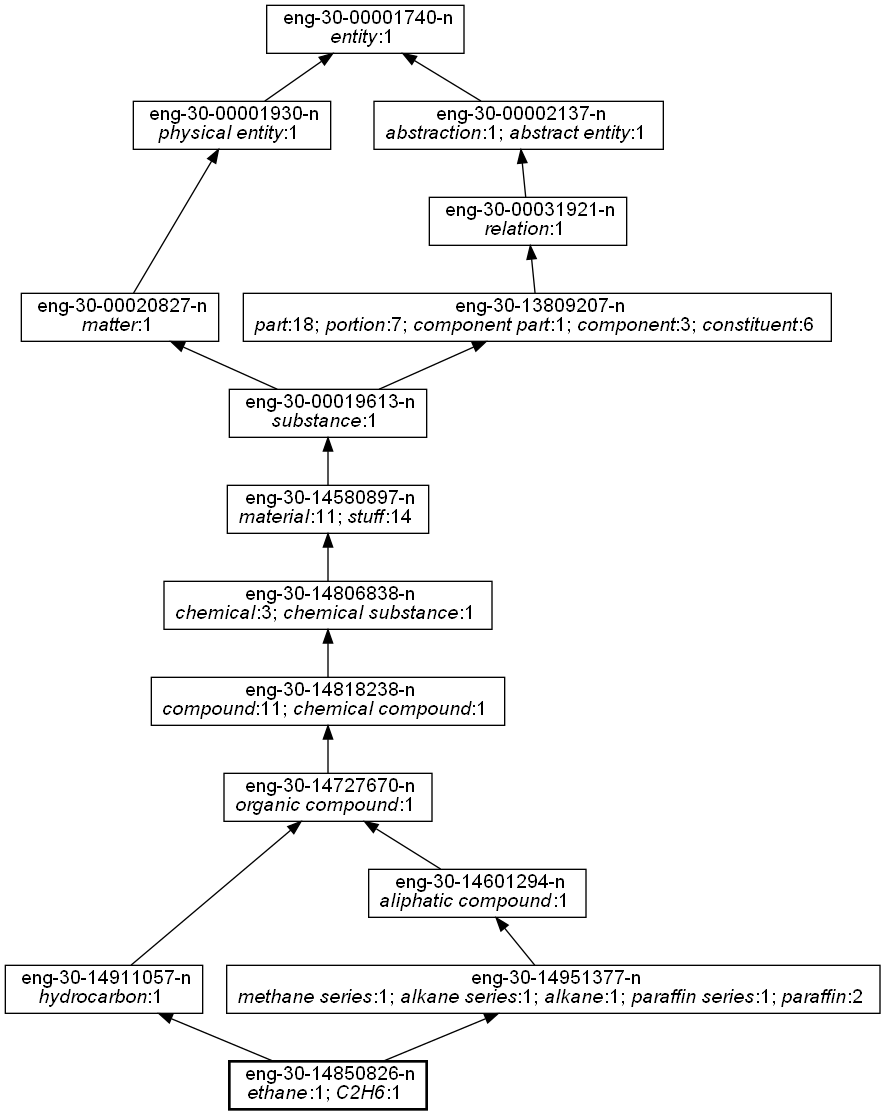 eng-30-00001740-n
entity:1
eng-30-00001930-n
physical entity:1
eng-30-00002137-n
abstraction:1; abstract entity:1
eng-30-00031921-n
relation:1
eng-30-00020827-n
matter:1
eng-30-13809207-n
part:18; portion:7; component part:1; component:3; constituent:6
eng-30-00019613-n
substance:1
eng-30-14580897-n
material:11; stuff:14
eng-30-14806838-n
chemical:3; chemical substance:1
eng-30-14818238-n
compound:11; chemical compound:1
eng-30-14727670-n
organic compound:1
eng-30-14601294-n
aliphatic compound:1
eng-30-14911057-n
hydrocarbon:1
eng-30-14951377-n
methane series:1; alkane series:1; alkane:1; paraffin series:1; paraffin:2
eng-30-14850826-n
ethane:1; C2H6:1